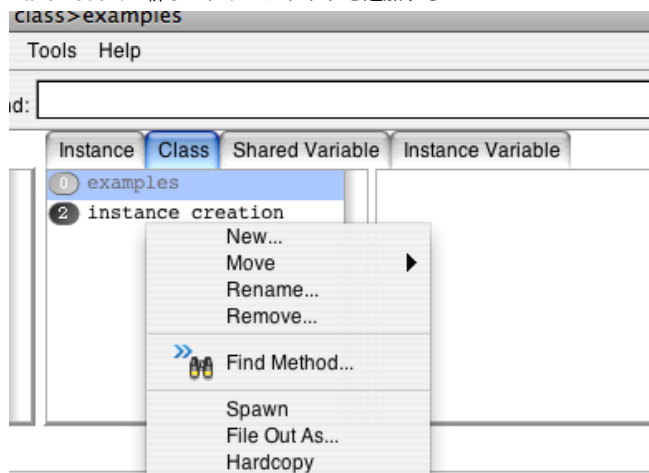 class>examples
Tools Help
nd:
Instance Class Shared Variable Instance Variable
0 examples
2 instance creation
New...
Move
Rename...
Remove...
Find Method...
Spawn
File Out As...
Hardcopy